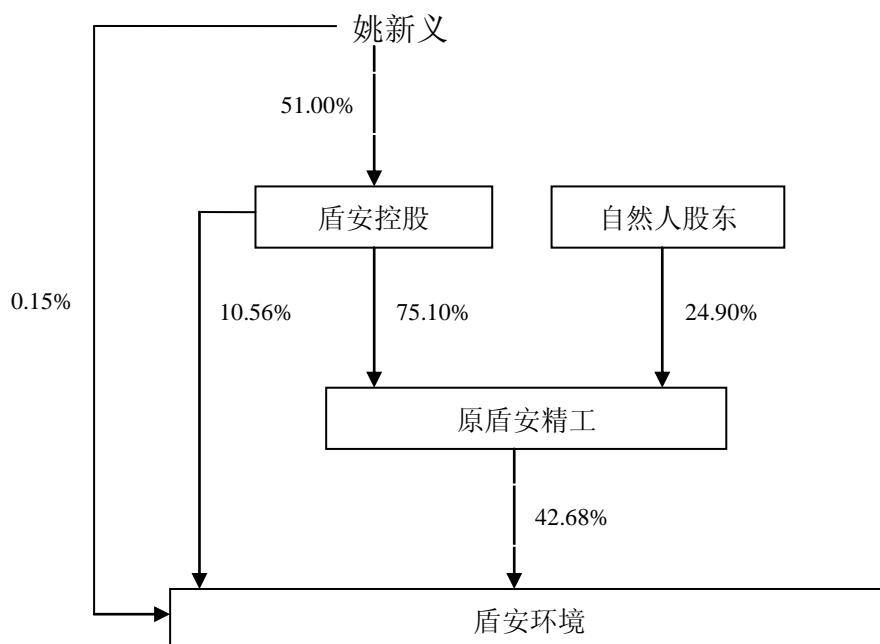 姚新义
51.00%
盾安控股
自然人股东
0.15%
10.56%
75.10%
24.90%
原盾安精工
42.68%
盾安环境